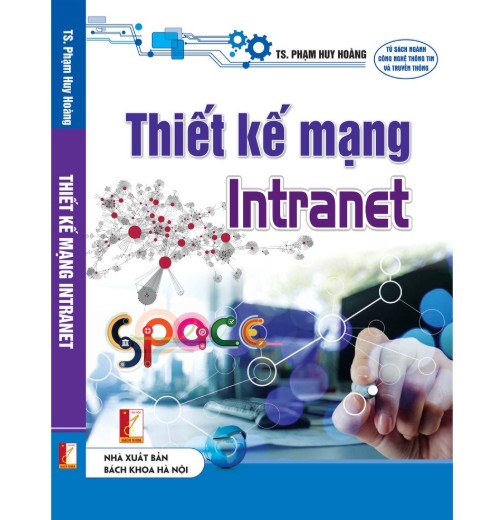 TS. Phạm Huy Hoàng
THIẾT KẾ MẠNG INTRANET
TS. PHẠM HUY HOÀNG
TỦ SÁCH NGÀNH
CÔNG NGHỆ THÔNG TIN
VÀ TRUYỀN THÔNG
Thiết kế mạng
Intranet
Space
NHÀ XUẤT BẢN
BÁCH KHOA HÀ NỘI